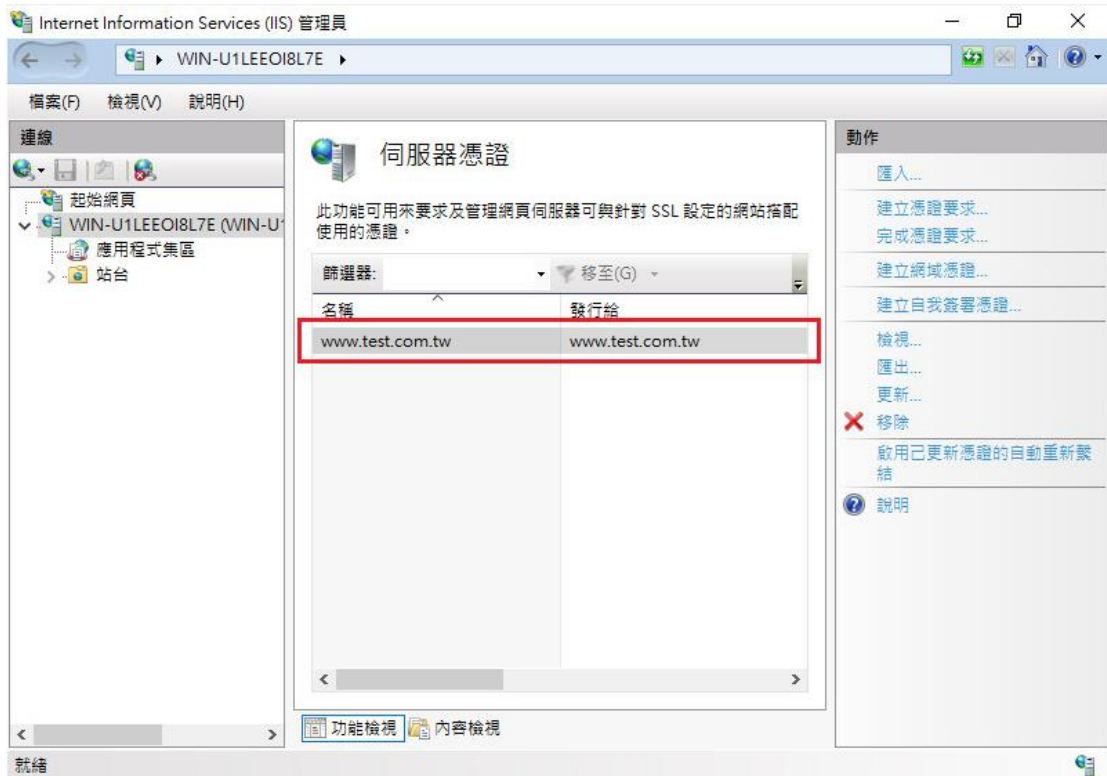 Internet Information Services (IIS) 管理員
WIN-U1LEEOI8L7E
檔案(F) 檢視(V) 說明(H)
連線
起始網頁
WIN-U1LEEOI8L7E (WIN-U1
應用程式集區
站台
伺服器憑證
此功能可用來要求及管理網頁伺服器可與針對 SSL 設定的網站搭配
使用的憑證。
篩選器: 移至(G)
名稱 發行給
www.test.com.tw www.test.com.tw
功能檢視 內容檢視
動作
匯入...
建立憑證要求...
完成憑證要求...
建立網域憑證...
建立自我簽署憑證...
檢視...
匯出...
更新...
移除
啟用已更新憑證的自動重新繫
結
說明
就緒